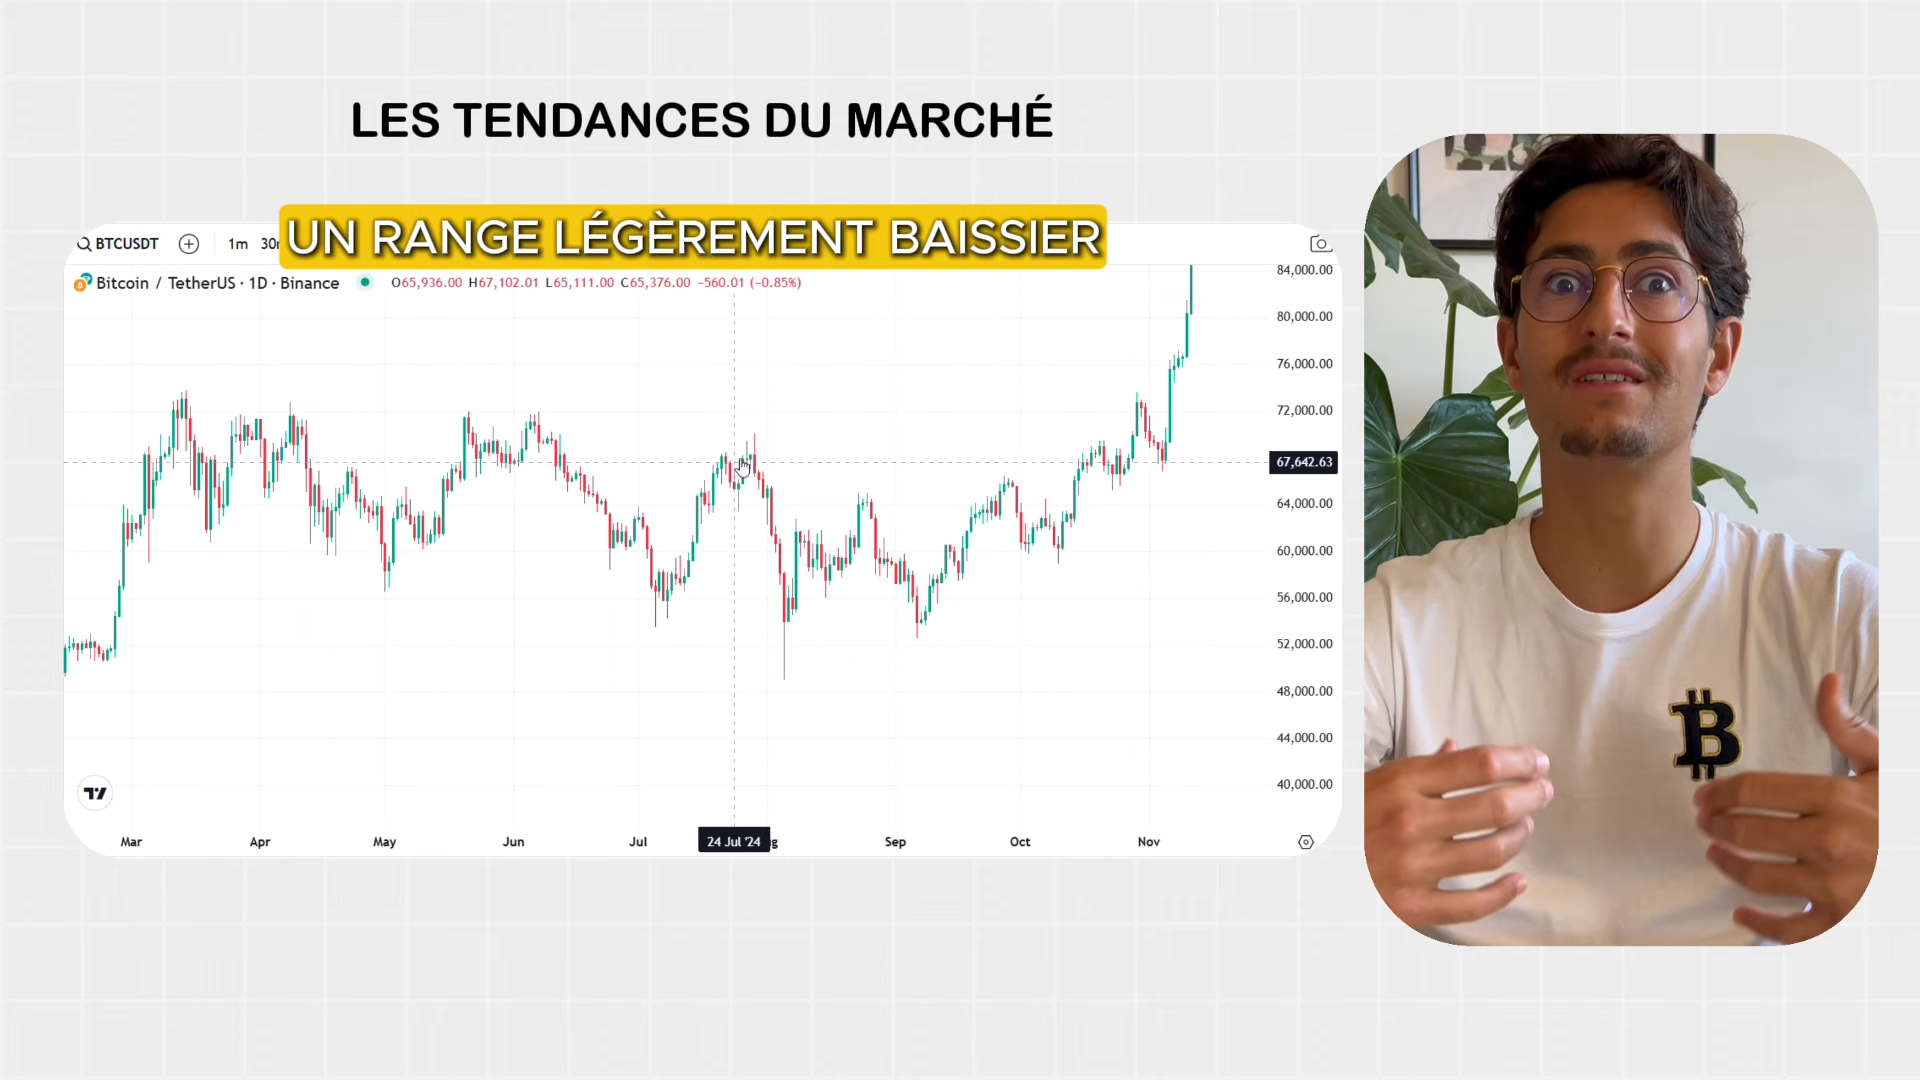 LES TENDANCES DU MARCHÉ
UN RANGE LÉGÈREMENT BAISSIER
BTCUSDT 1m
Bitcoin / TetherUS · 1D · Binance O65,936.00 H67,102.01 L65,111.00 C65,376.00 −560.01 (−0.85%)
84,000.00
80,000.00
76,000.00
72,000.00
67,642.63
64,000.00
60,000.00
56,000.00
52,000.00
48,000.00
44,000.00
40,000.00
Mar Apr May Jun Jul 24 Jul '24 Sep Oct Nov